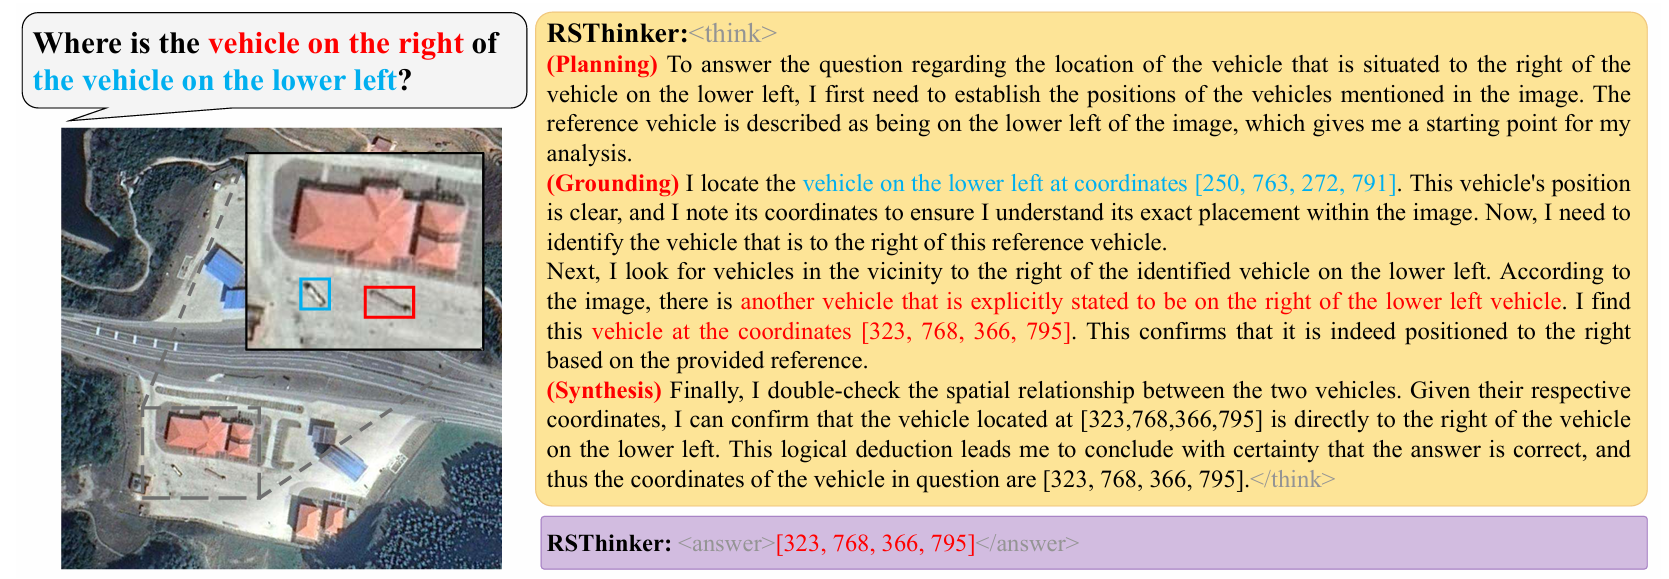 Where is the vehicle on the right of
the vehicle on the lower left?
RSThinker:<think>
(Planning) To answer the question regarding the location of the vehicle that is situated to the right of the
vehicle on the lower left, I first need to establish the positions of the vehicles mentioned in the image. The
reference vehicle is described as being on the lower left of the image, which gives me a starting point for my
analysis.
(Grounding) I locate the vehicle on the lower left at coordinates [250, 763, 272, 791]. This vehicle's position
is clear, and I note its coordinates to ensure I understand its exact placement within the image. Now, I need to
identify the vehicle that is to the right of this reference vehicle.
Next, I look for vehicles in the vicinity to the right of the identified vehicle on the lower left. According to
the image, there is another vehicle that is explicitly stated to be on the right of the lower left vehicle. I find
this vehicle at the coordinates [323, 768, 366, 795]. This confirms that it is indeed positioned to the right
based on the provided reference.
(Synthesis) Finally, I double-check the spatial relationship between the two vehicles. Given their respective
coordinates, I can confirm that the vehicle located at [323,768,366,795] is directly to the right of the vehicle
on the lower left. This logical deduction leads me to conclude with certainty that the answer is correct, and
thus the coordinates of the vehicle in question are [323, 768, 366, 795].</think>
RSThinker: <answer>[323, 768, 366, 795]</answer>